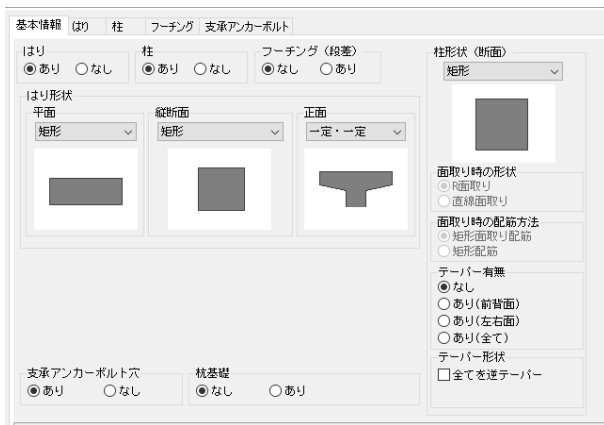 基本情報 はり 柱 フーチング 支承アンカーボルト
はり
あり なし
柱
あり なし
フーチング（段差）
なし あり
はり形状
平面
矩形
縦断面
矩形
正面
一定・一定
柱形状（断面）
矩形
面取り時の形状
R面取り
直線面取り
面取り時の配筋方法
矩形面取り配筋
矩形配筋
テーパー有無
なし
あり(前背面)
あり(左右面)
あり(全て)
テーパー形状
全てを逆テーパー
支承アンカーボルト穴
あり なし
杭基礎
なし あり